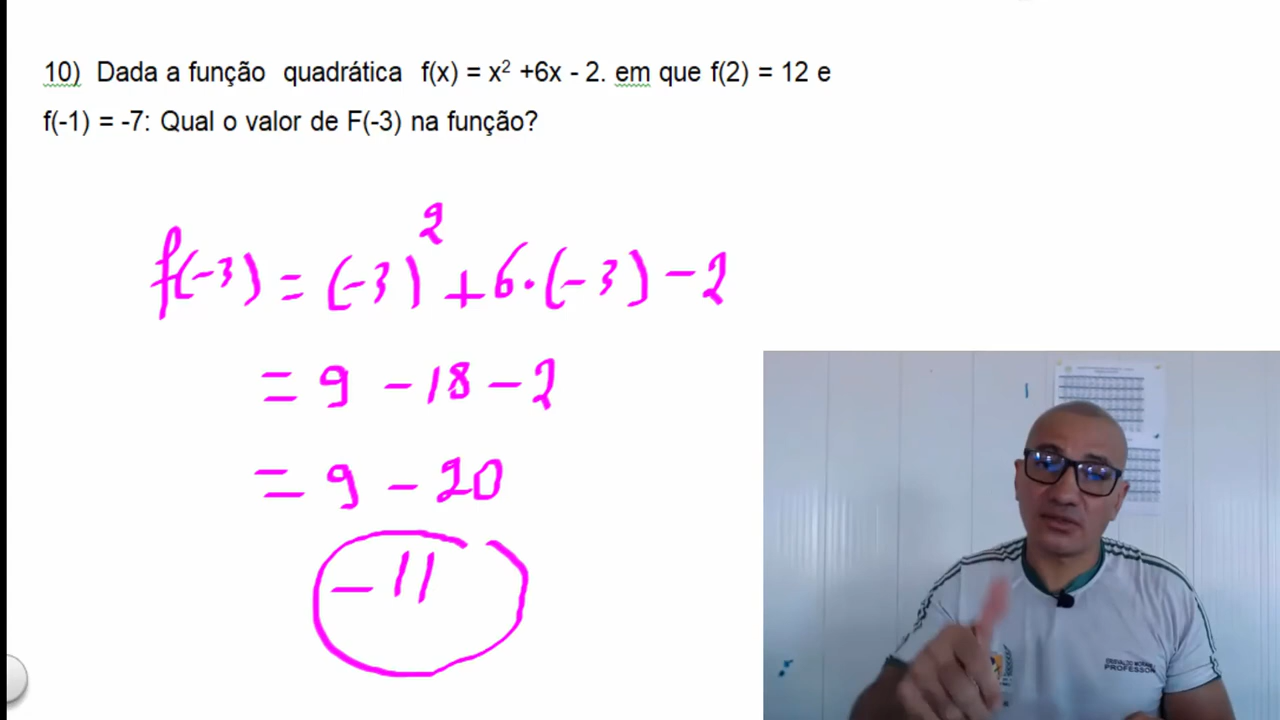 10) Dada a função quadrática f(x) = x² +6x - 2. em que f(2) = 12 e
f(-1) = -7: Qual o valor de F(-3) na função?
f(-3) = (-3)² + 6·(-3) - 2
= 9 - 18 - 2
= 9 - 20
- 11
PROFESSOR